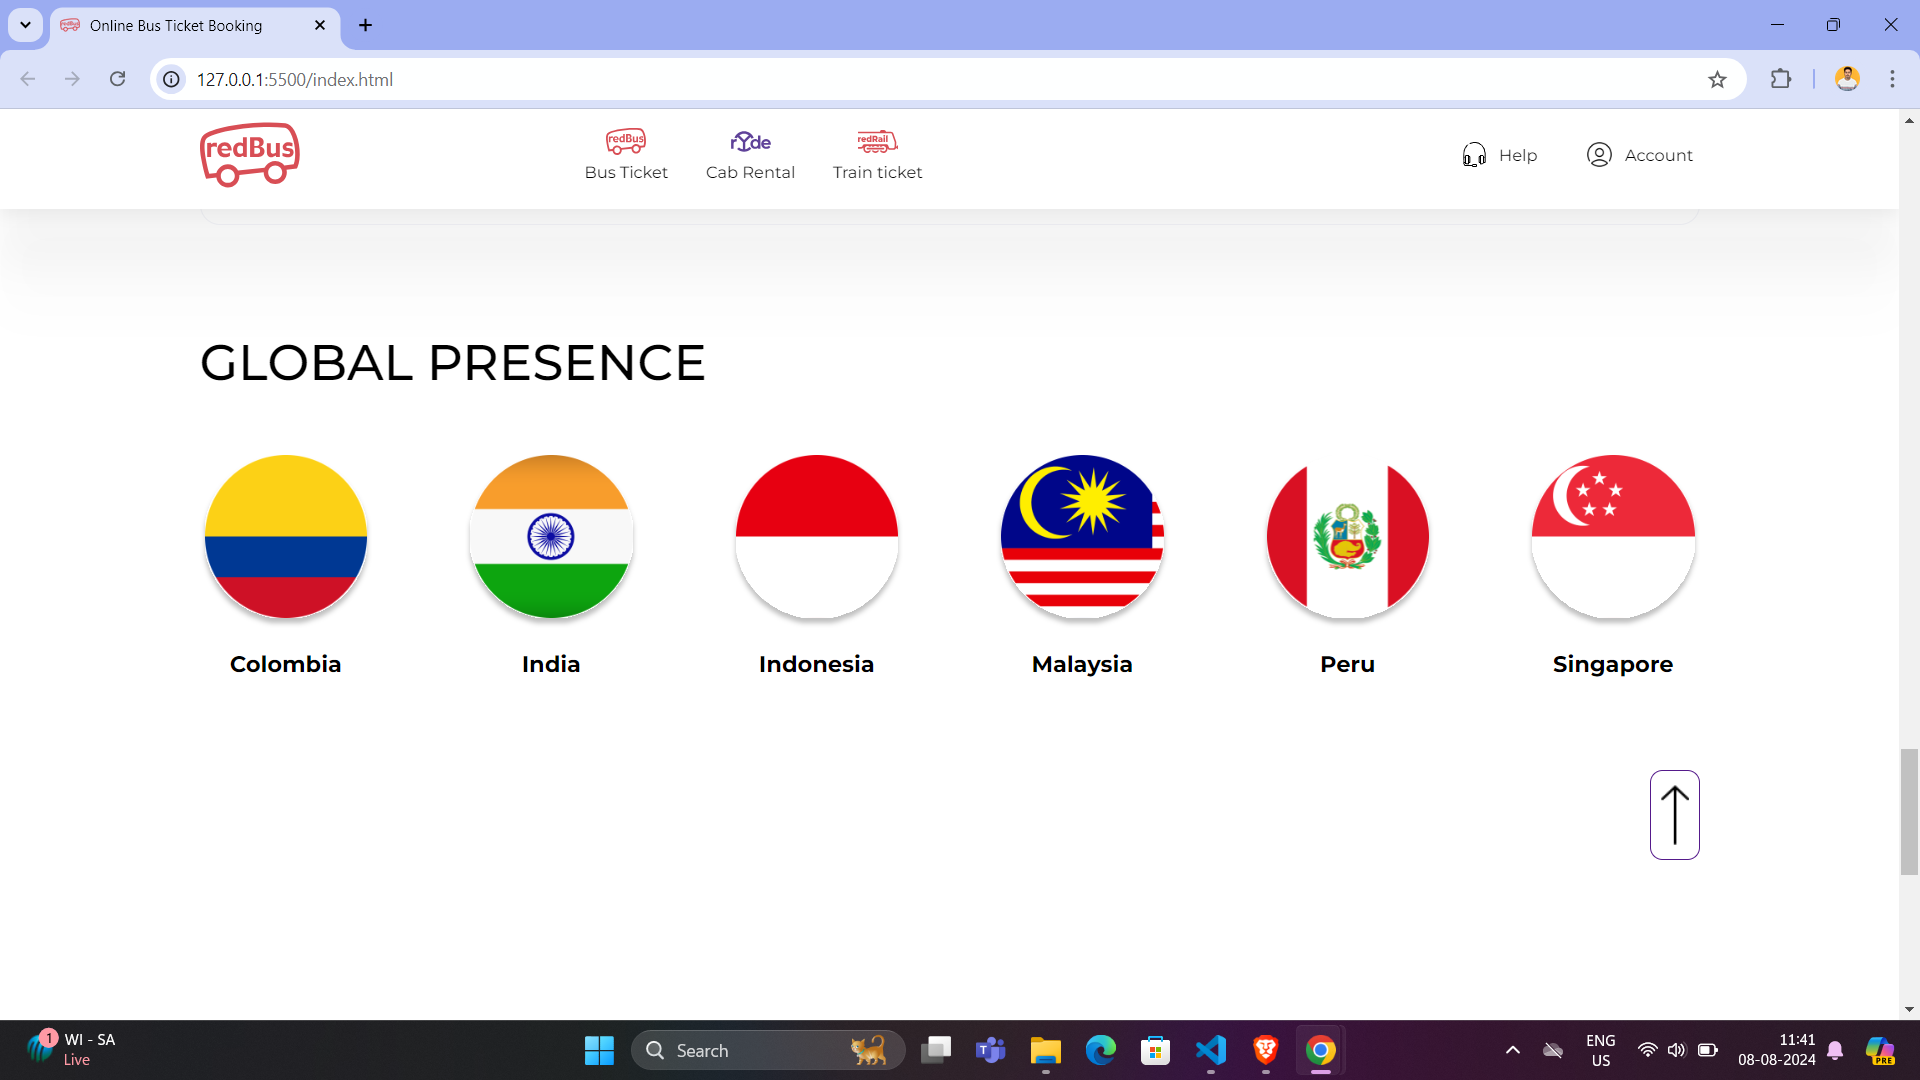 Online Bus Ticket Booking
127.0.0.1:5500/index.html
redBus
redBus
Bus Ticket
rYde
Cab Rental
redRail
Train ticket
Help
Account
GLOBAL PRESENCE
Colombia
India
Indonesia
Malaysia
Peru
Singapore
1
WI - SA
Live
Search
ENG
US
11:41
08-08-2024
PRE